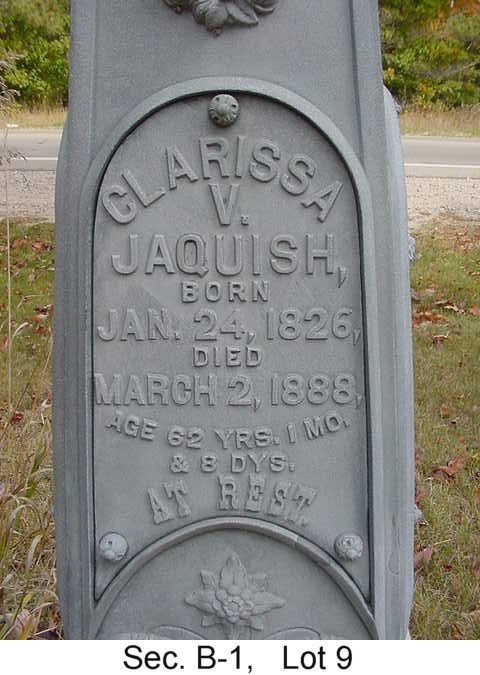 CLARISSA
V.
JAQUISH,
BORN
JAN. 24, 1826,
DIED
MARCH 2, 1888,
AGE 62 YRS. 1 MO.
& 8 DYS.
AT REST.
Sec. B-1, Lot 9